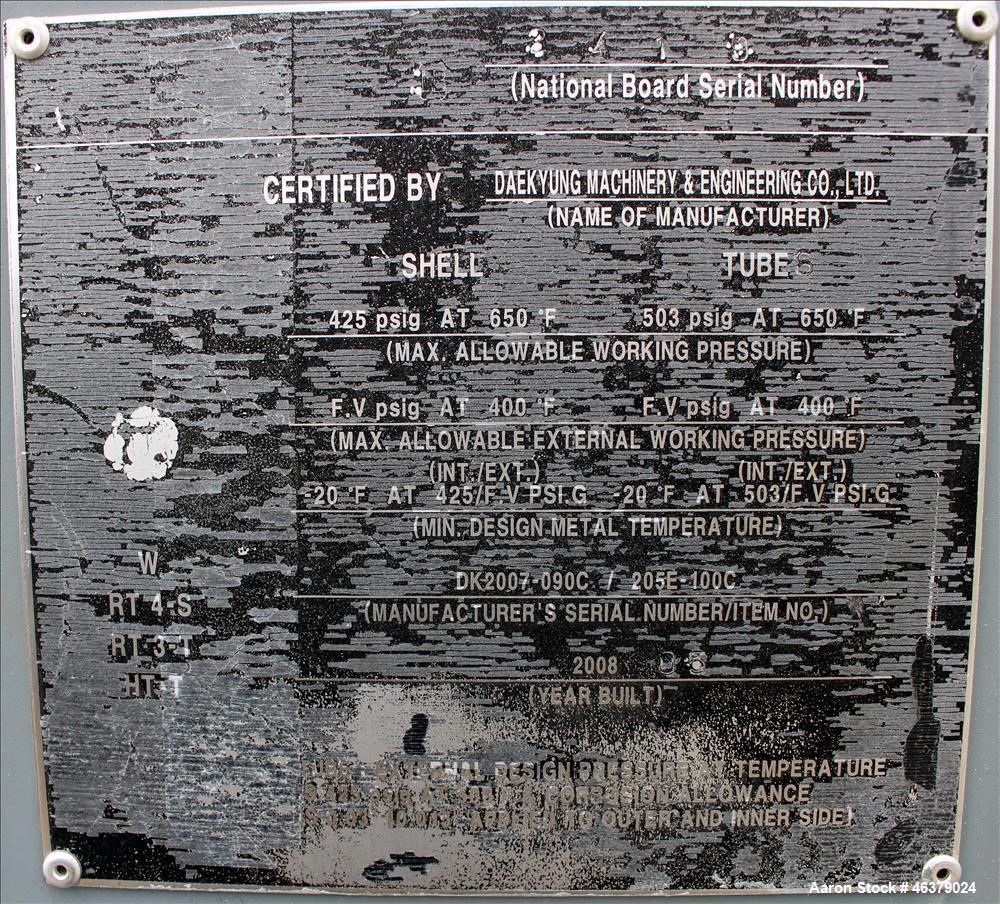 (National Board Serial Number)
CERTIFIED BY DAEKYUNG MACHINERY & ENGINEERING CO., LTD.
(NAME OF MANUFACTURER)
SHELL TUBES
425 psig AT 650 °F 503 psig AT 650 °F
(MAX. ALLOWABLE WORKING PRESSURE)
F.V psig AT 400 °F F.V psig AT 400 °F
(MAX. ALLOWABLE EXTERNAL WORKING PRESSURE)
(INT./EXT.) (INT./EXT.)
-20 °F AT 425/F.V PSI.G -20 °F AT 503/F.V PSI.G
(MIN. DESIGN METAL TEMPERATURE)
W
DK2007-090C / 205E-100C
RT 4-S
(MANUFACTURER'S SERIAL NUMBER/ITEM NO.)
RT 3-T
2008
HT-T
(YEAR BUILT)
EXTERNAL DESIGN PRESSURE AT TEMPERATURE
CORROSION ALLOWANCE
APPLIED TO OUTER AND INNER SIDE)
Aaron Stock # 46379024